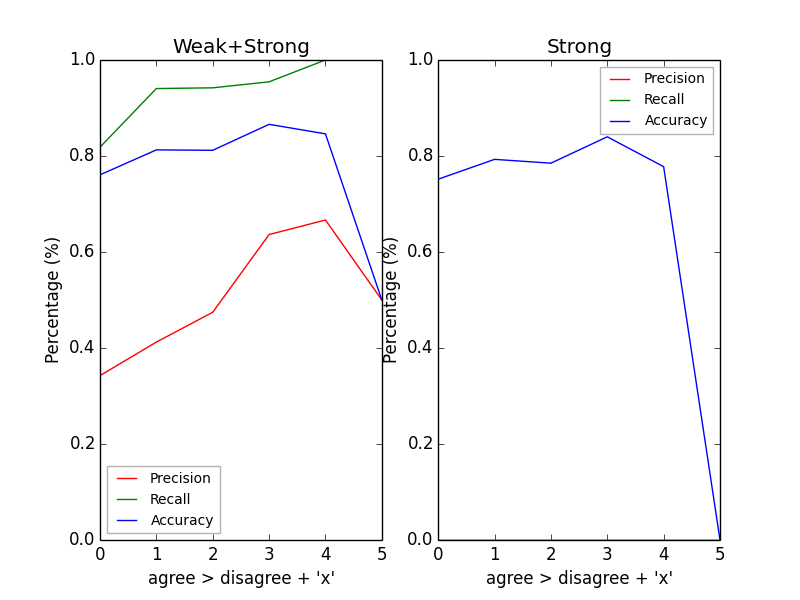 Weak+Strong
1.0
0.8
0.6
0.4
0.2
0.0
Percentage (%)
Precision
Recall
Accuracy
0 1 2 3 4 5
agree > disagree + 'x'
Strong
1.0
0.8
0.6
0.4
0.2
0.0
Percentage (%)
Precision
Recall
Accuracy
0 1 2 3 4 5
agree > disagree + 'x'